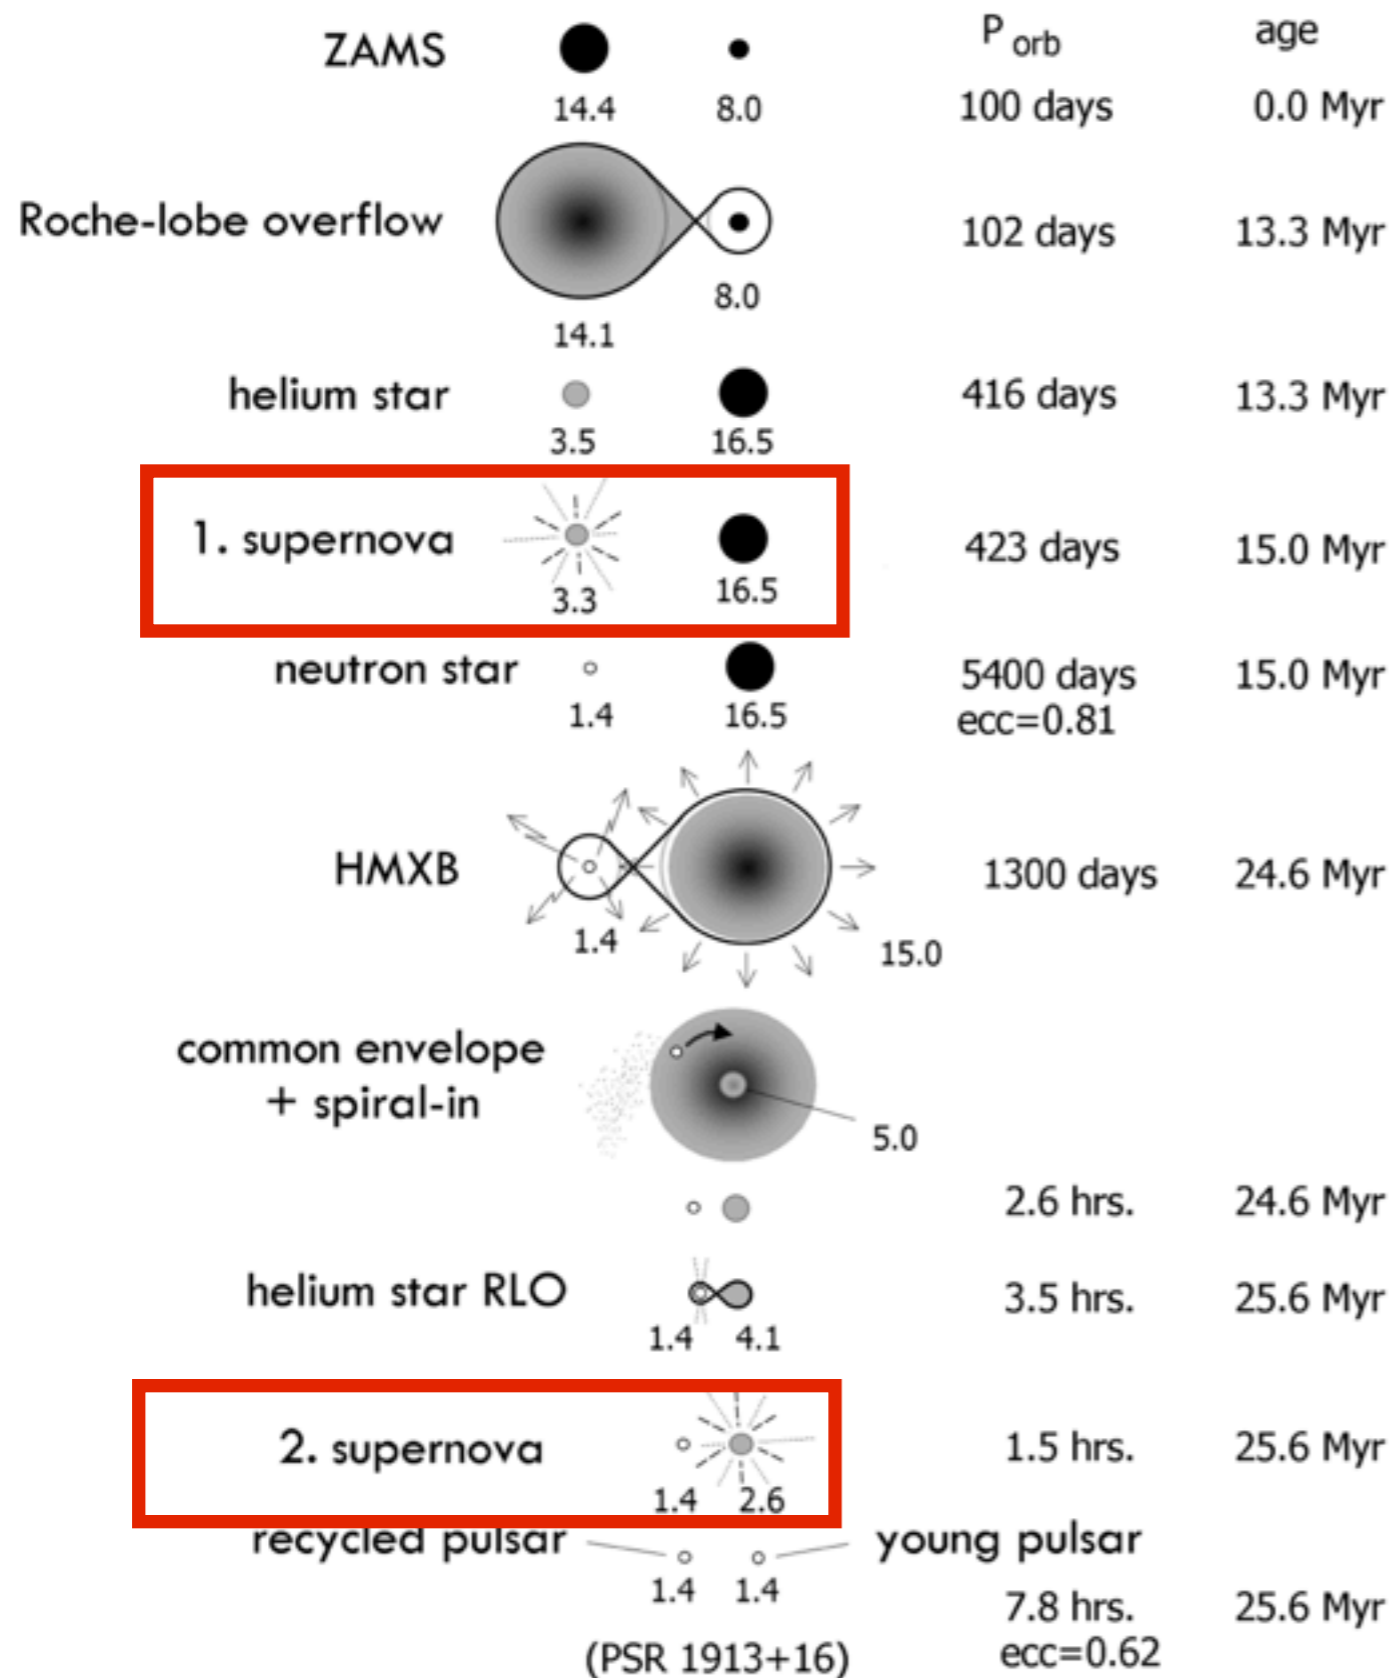 P orb age
ZAMS
14.4 8.0 100 days 0.0 Myr
Roche-lobe overflow 102 days 13.3 Myr
8.0
14.1
helium star 416 days 13.3 Myr
3.5 16.5
1. supernova 423 days 15.0 Myr
3.3 16.5
neutron star 5400 days 15.0 Myr
1.4 16.5 ecc=0.81
HMXB 1300 days 24.6 Myr
1.4 15.0
common envelope
+ spiral-in
5.0
2.6 hrs. 24.6 Myr
helium star RLO 3.5 hrs. 25.6 Myr
1.4 4.1
2. supernova 1.5 hrs. 25.6 Myr
1.4 2.6
recycled pulsar young pulsar
1.4 1.4
7.8 hrs. 25.6 Myr
(PSR 1913+16) ecc=0.62